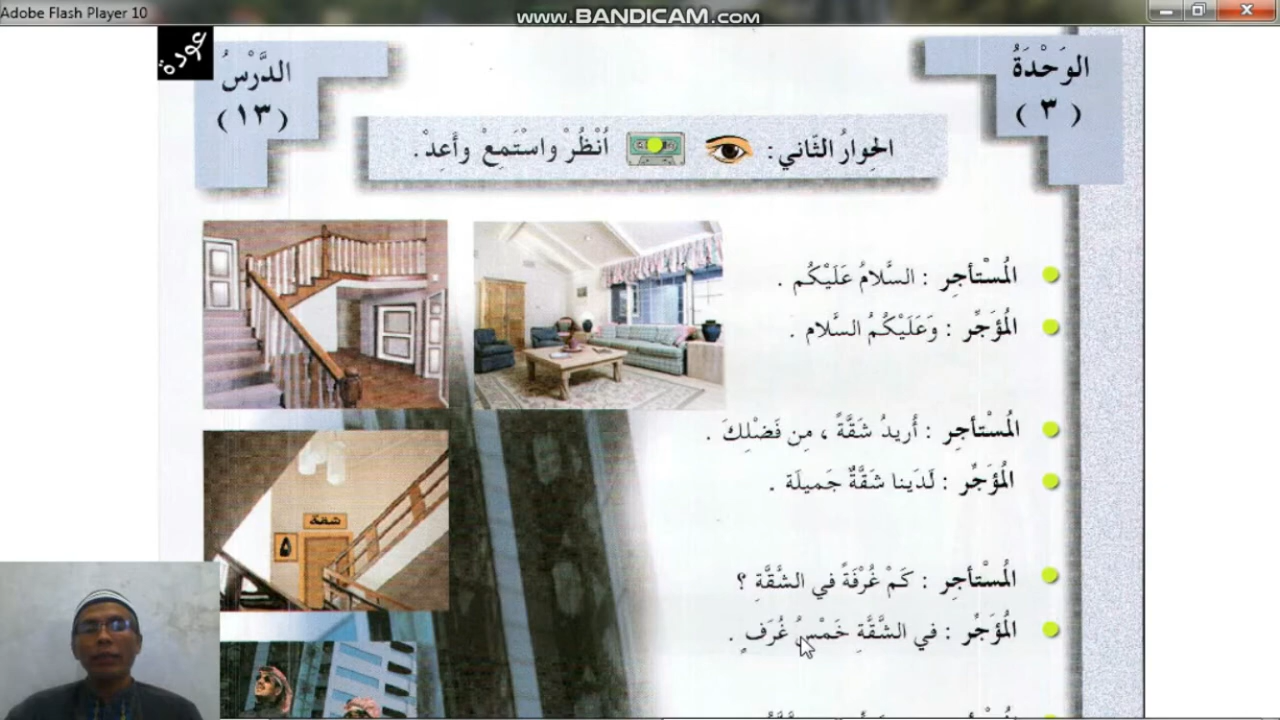 Adobe Flash Player 10
www.BANDICAM.com
عودة
الوَحْدَةُ
(٣)
الدَّرْسُ
(١٣)
الحِوارُ الثّاني: اُنْظُرْ واسْتَمِعْ وأَعِدْ.
المُسْتأجِر : السَّلامُ عَلَيْكُم .
المُؤَجِّر : وَعَلَيْكُمُ السَّلام .
المُسْتأجِر : أُريدُ شَقَّةً ، مِن فَضْلِكَ .
المُؤَجِّر : لَدَينا شَقَّةٌ جَميلَة .
المُسْتأجِر : كَمْ غُرْفَةً في الشَّقَّةِ ؟
المُؤَجِّر : في الشَّقَّةِ خَمْسُ غُرَفٍ .
شقة
٥